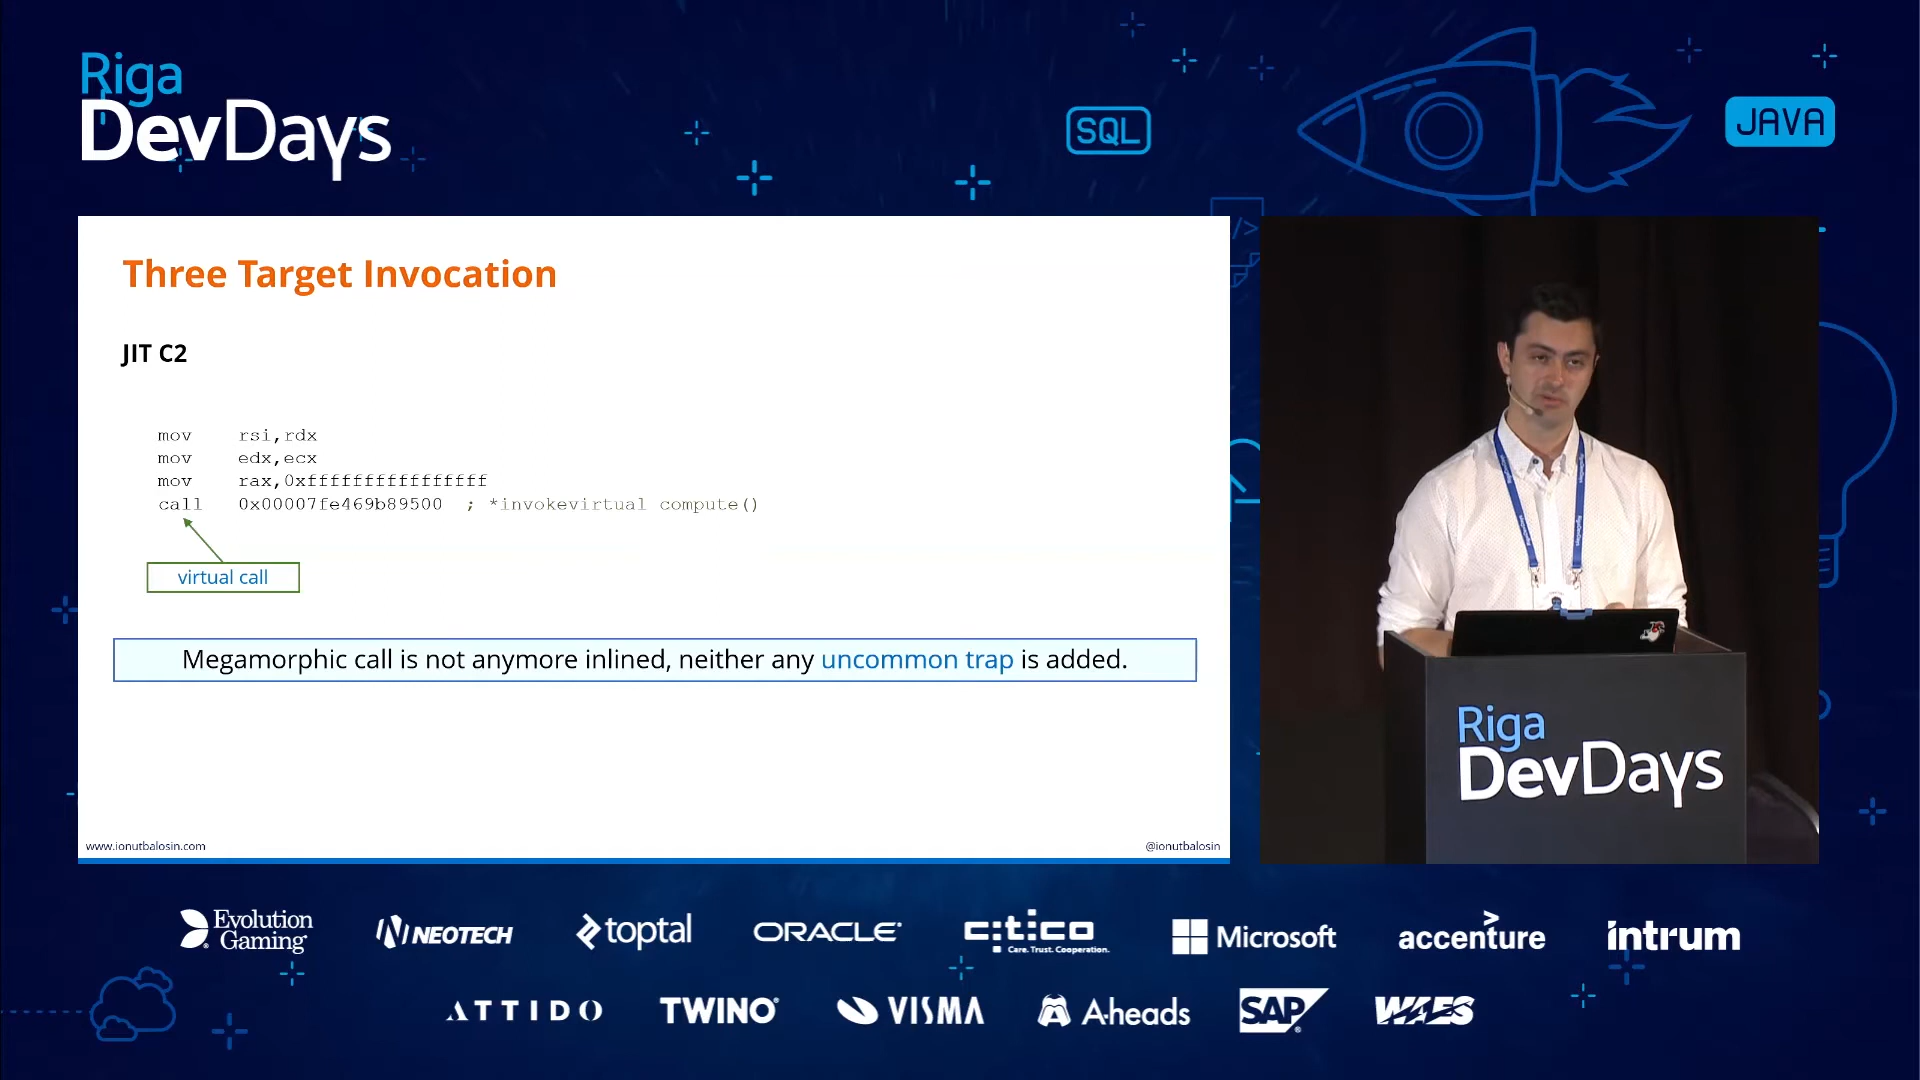 Riga
DevDays
SQL
JAVA
</>
Three Target Invocation
JIT C2
mov rsi,rdx
mov edx,ecx
mov rax,0xffffffffffffffff
call 0x00007fe469b89500 ; *invokevirtual compute()
virtual call
Megamorphic call is not anymore inlined, neither any uncommon trap is added.
www.ionutbalosin.com
@ionutbalosin
Riga
DevDays
Evolution
Gaming
NEOTECH
toptal
ORACLE
citico
Care. Trust. Cooperation.
Microsoft
accenture
intrum
ATTIDO
TWINO
VISMA
A-heads
SAP